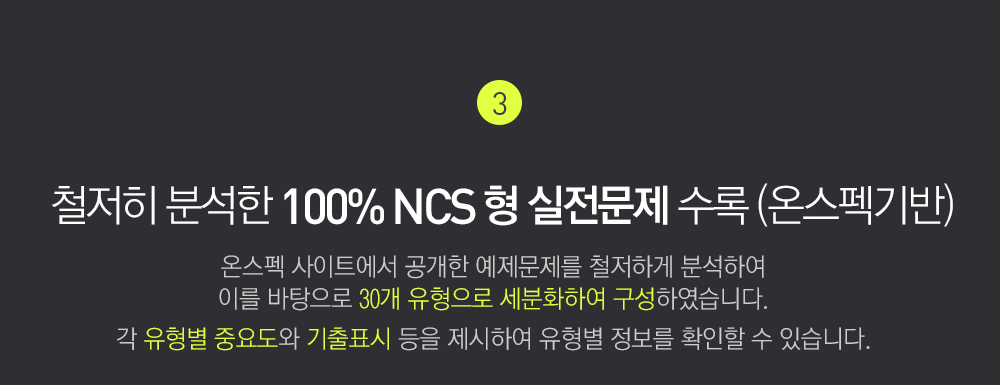 3
철저히 분석한 100% NCS 형 실전문제 수록 (온스펙기반)
온스펙 사이트에서 공개한 예제문제를 철저하게 분석하여
이를 바탕으로 30개 유형으로 세분화하여 구성하였습니다.
각 유형별 중요도와 기출표시 등을 제시하여 유형별 정보를 확인할 수 있습니다.